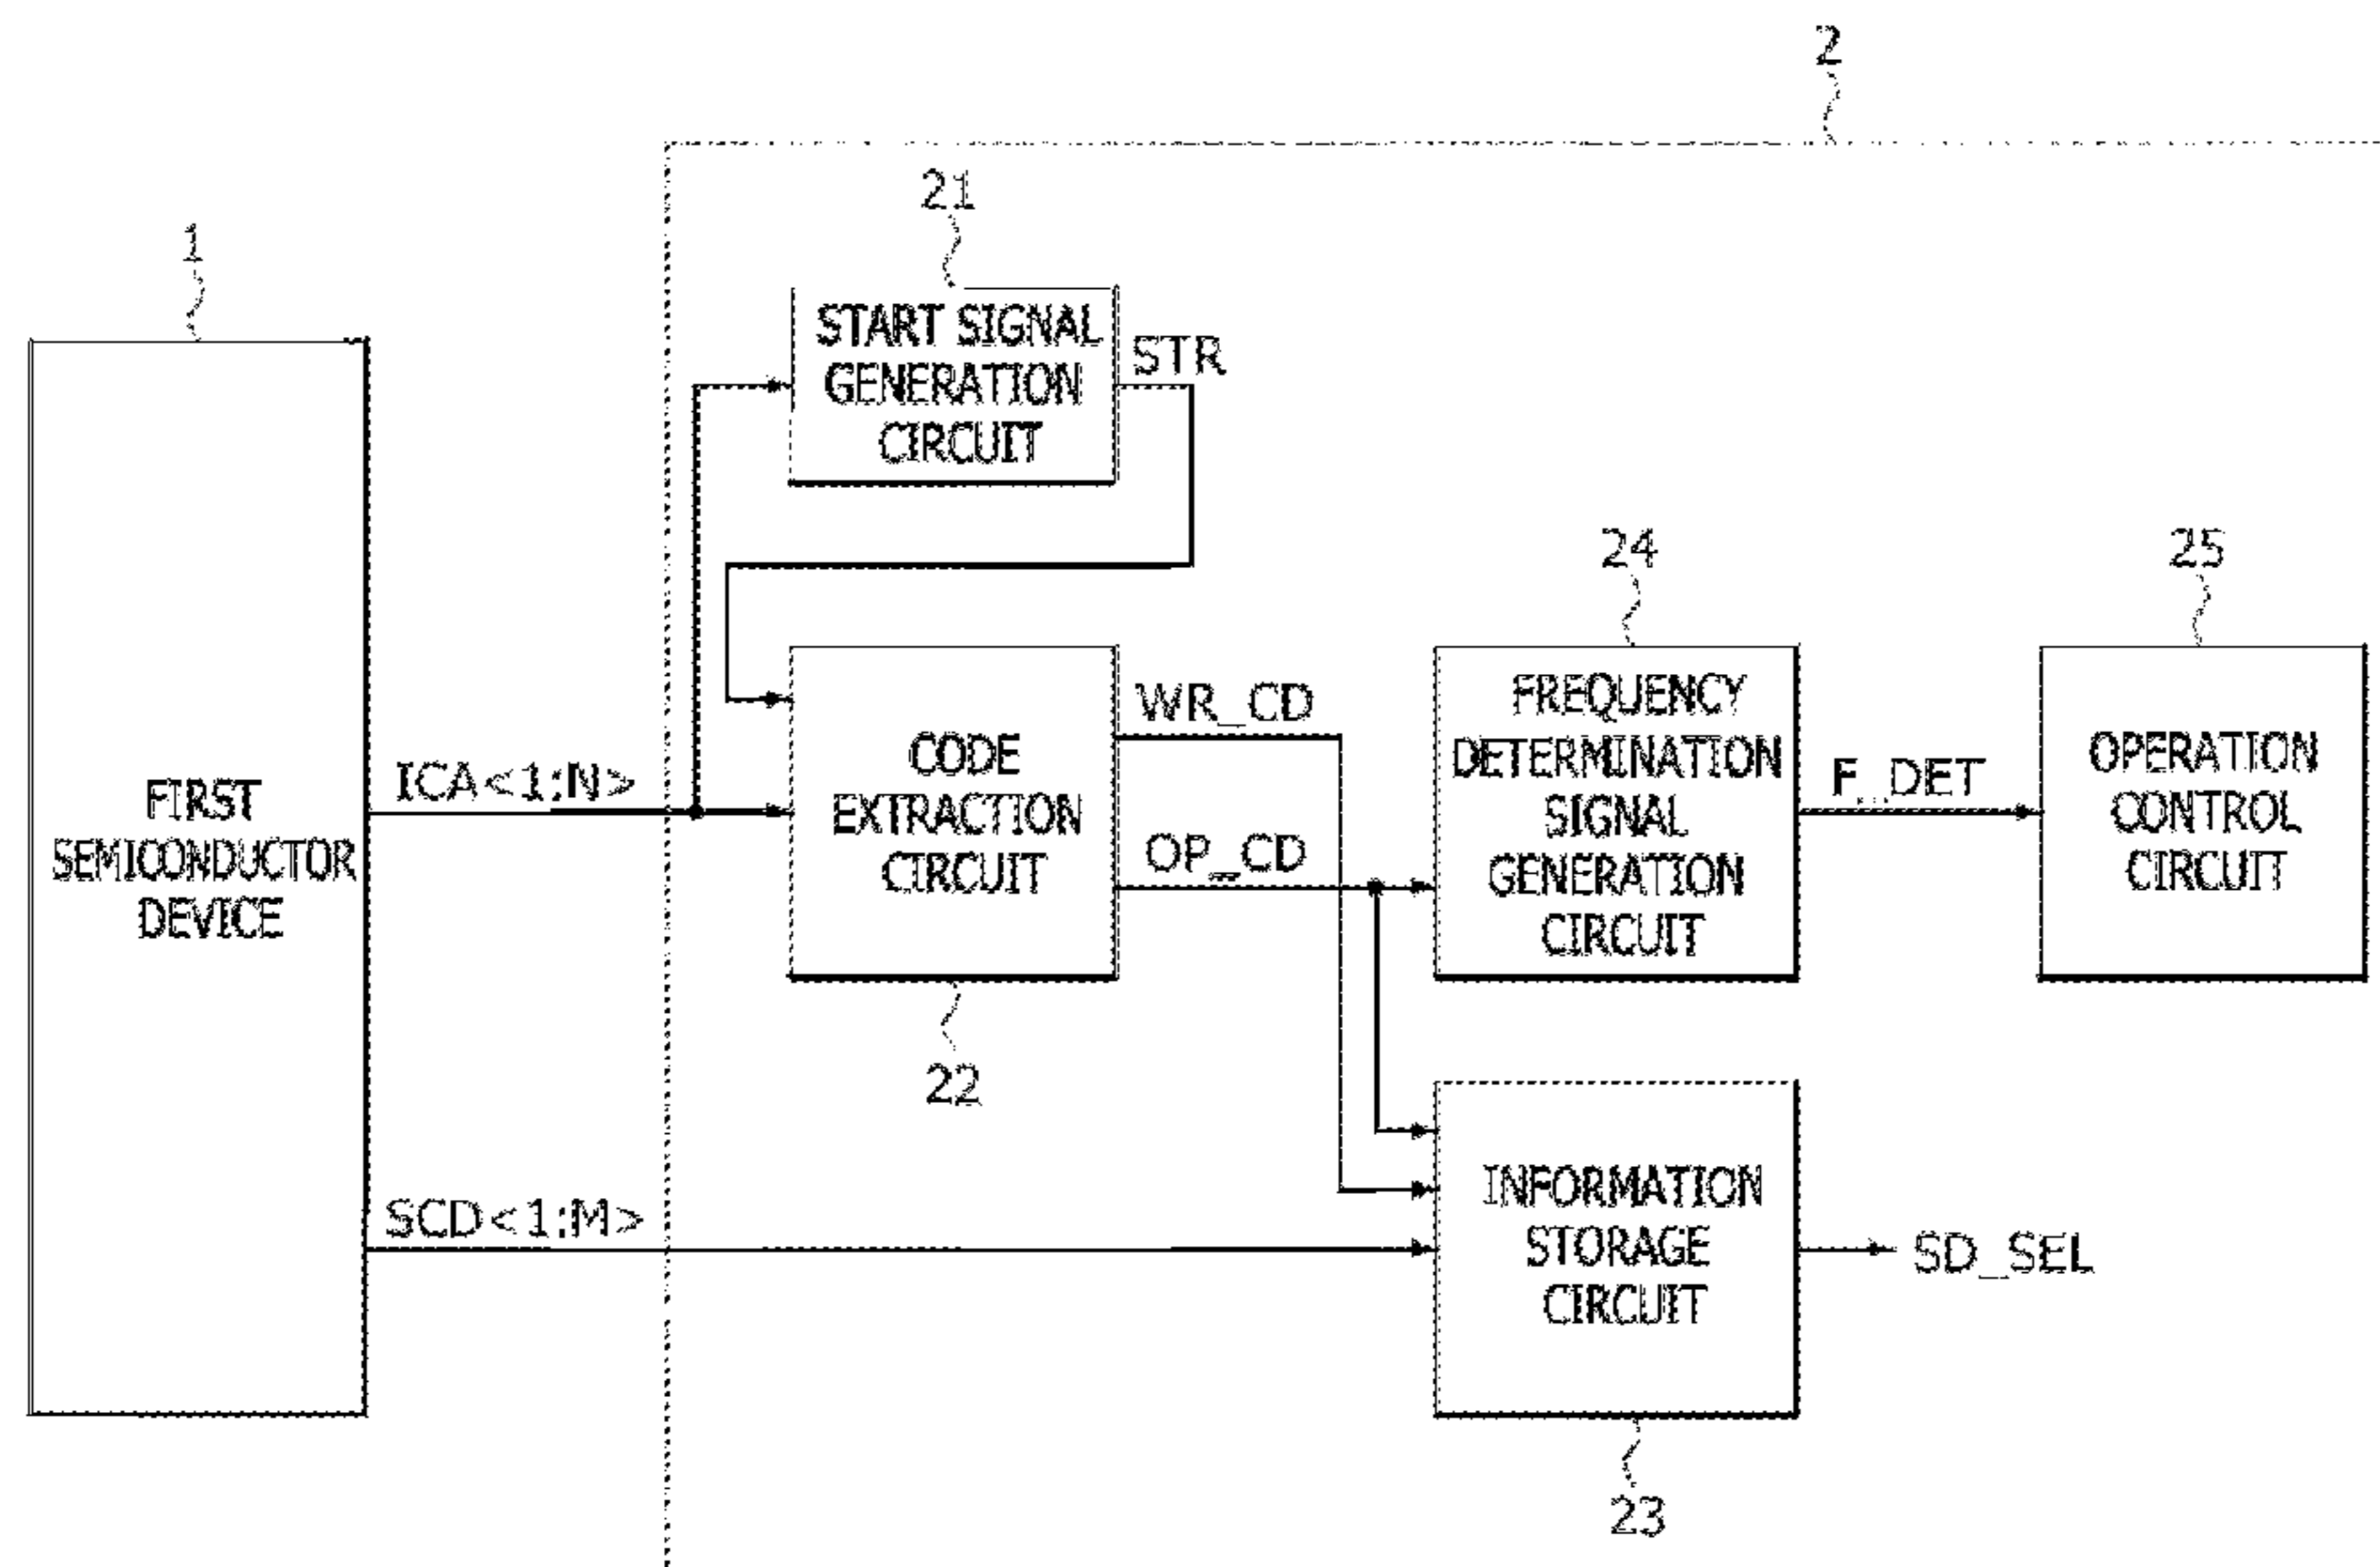 2
21
1
START SIGNAL
GENERATION
CIRCUIT
STR
24
25
ICA<1:N>
FIRST
SEMICONDUCTOR
DEVICE
CODE
EXTRACTION
CIRCUIT
22
WR_CD
OP_CD
FREQUENCY
DETERMINATION
SIGNAL
GENERATION
CIRCUIT
F_DET
OPERATION
CONTROL
CIRCUIT
SCD<1:M>
INFORMATION
STORAGE
CIRCUIT
SD_SEL
23